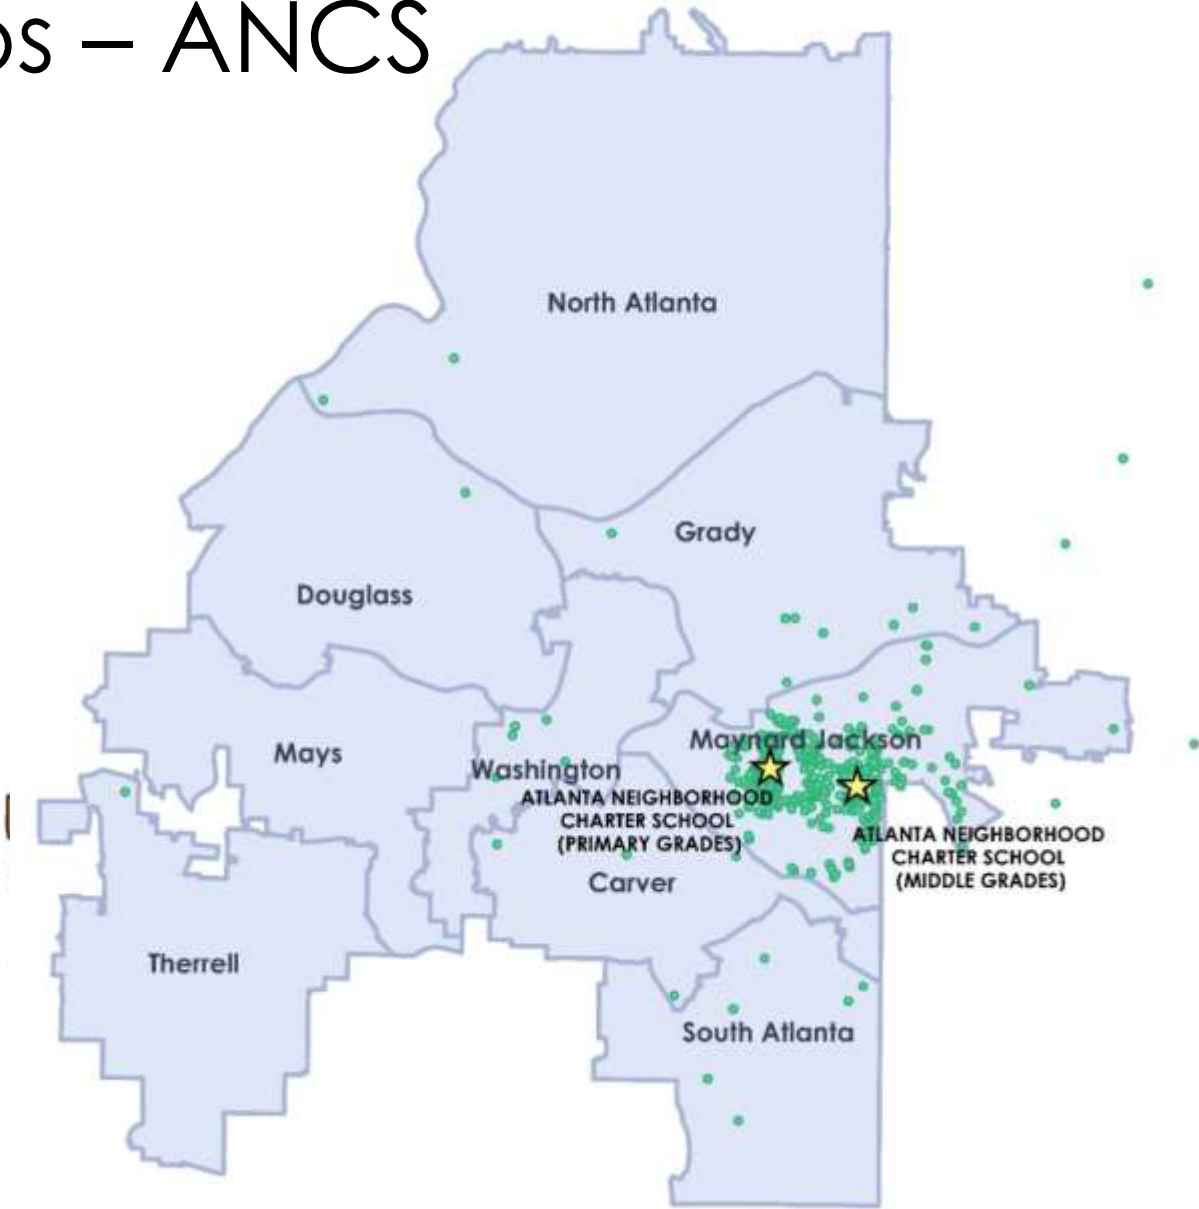 – ANCS
North Atlanta
Grady
Douglass
Maynard Jackson
Mays
Washington
ATLANTA NEIGHBORHOOD
CHARTER SCHOOL
(PRIMARY GRADES)
ATLANTA NEIGHBORHOOD
CHARTER SCHOOL
(MIDDLE GRADES)
Carver
Therrell
South Atlanta